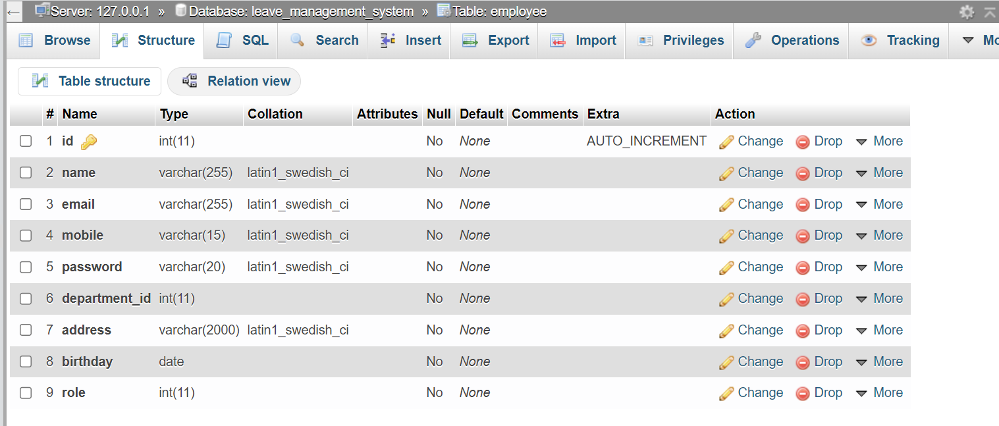 Server: 127.0.0.1 » Database: leave_management_system » Table: employee
Browse Structure SQL Search Insert Export Import Privileges Operations Tracking Mo
Table structure Relation view
# Name Type Collation Attributes Null Default Comments Extra Action
1 id int(11) No None AUTO_INCREMENT Change Drop More
2 name varchar(255) latin1_swedish_ci No None Change Drop More
3 email varchar(255) latin1_swedish_ci No None Change Drop More
4 mobile varchar(15) latin1_swedish_ci No None Change Drop More
5 password varchar(20) latin1_swedish_ci No None Change Drop More
6 department_id int(11) No None Change Drop More
7 address varchar(2000) latin1_swedish_ci No None Change Drop More
8 birthday date No None Change Drop More
9 role int(11) No None Change Drop More